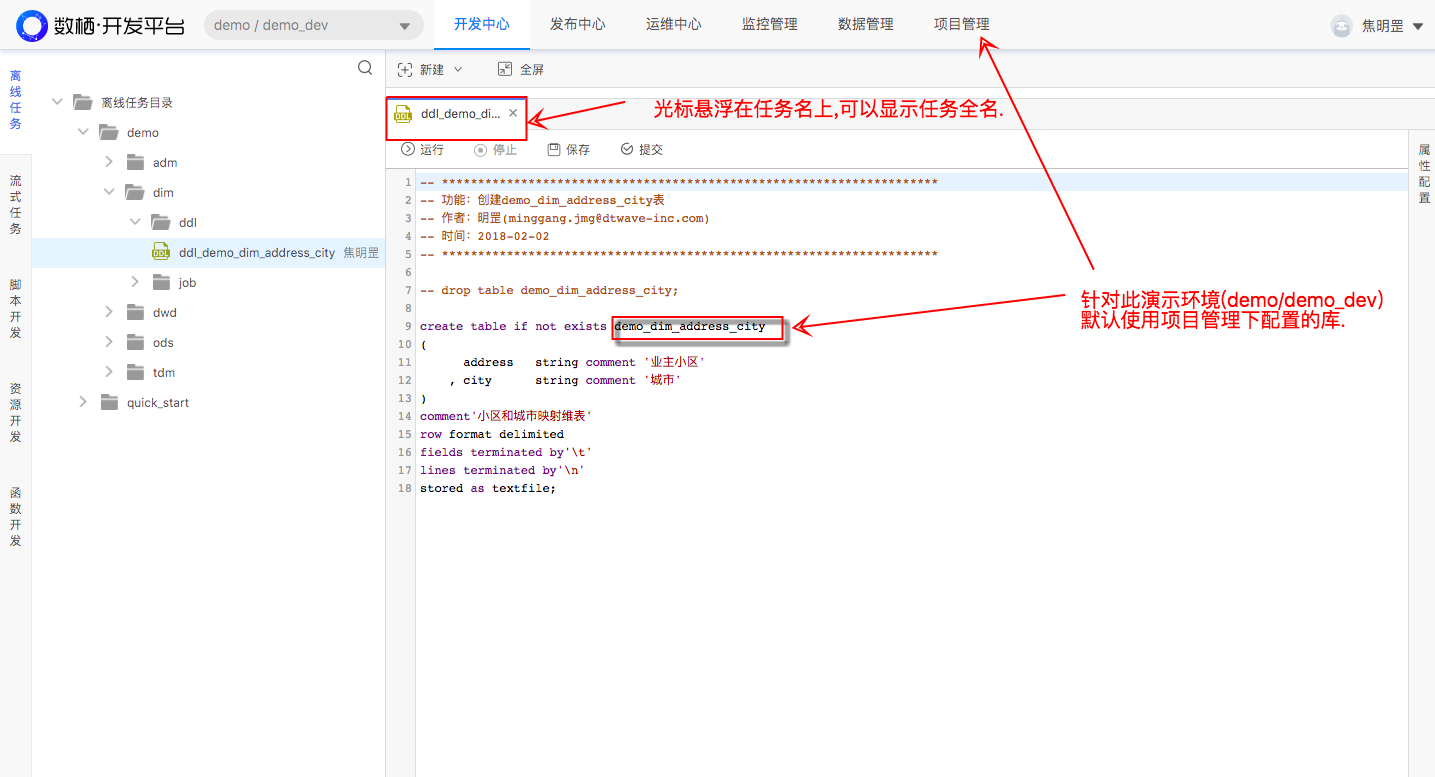 数栖·开发平台
demo / demo_dev
开发中心
发布中心
运维中心
监控管理
数据管理
项目管理
焦明罡
离线任务
流式任务
脚本开发
资源开发
函数开发
离线任务目录
demo
adm
dim
ddl
ddl_demo_dim_address_city 焦明罡
job
dwd
ods
tdm
quick_start
新建
全屏
DDL ddl_demo_di... ×
光标悬浮在任务名上,可以显示任务全名.
运行
停止
保存
提交
属性配置
1 -- *********************************************************************
2 -- 功能：创建demo_dim_address_city表
3 -- 作者：明罡(minggang.jmg@dtwave-inc.com)
4 -- 时间：2018-02-02
5 -- *********************************************************************
6
7 -- drop table demo_dim_address_city;
8
9 create table if not exists demo_dim_address_city
10 (
11 address string comment '业主小区'
12 , city string comment '城市'
13 )
14 comment'小区和城市映射维表'
15 row format delimited
16 fields terminated by'\t'
17 lines terminated by'\n'
18 stored as textfile;
针对此演示环境(demo/demo_dev)
默认使用项目管理下配置的库.